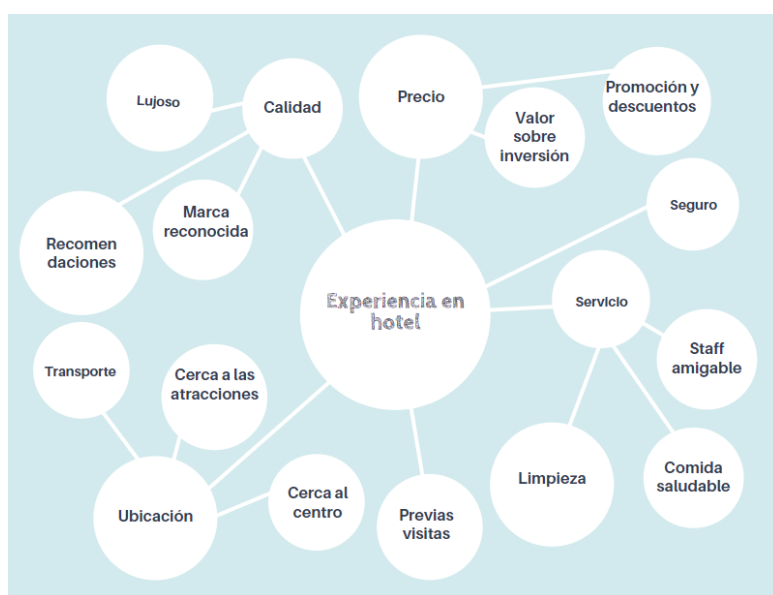 Lujoso
Calidad
Precio
Promoción y
descuentos
Valor
sobre
inversión
Marca
reconocida
Recomen
daciones
Seguro
Experiencia en
hotel
Servicio
Staff
amigable
Transporte
Cerca a las
atracciones
Ubicación
Cerca al
centro
Previas
visitas
Limpieza
Comida
saludable